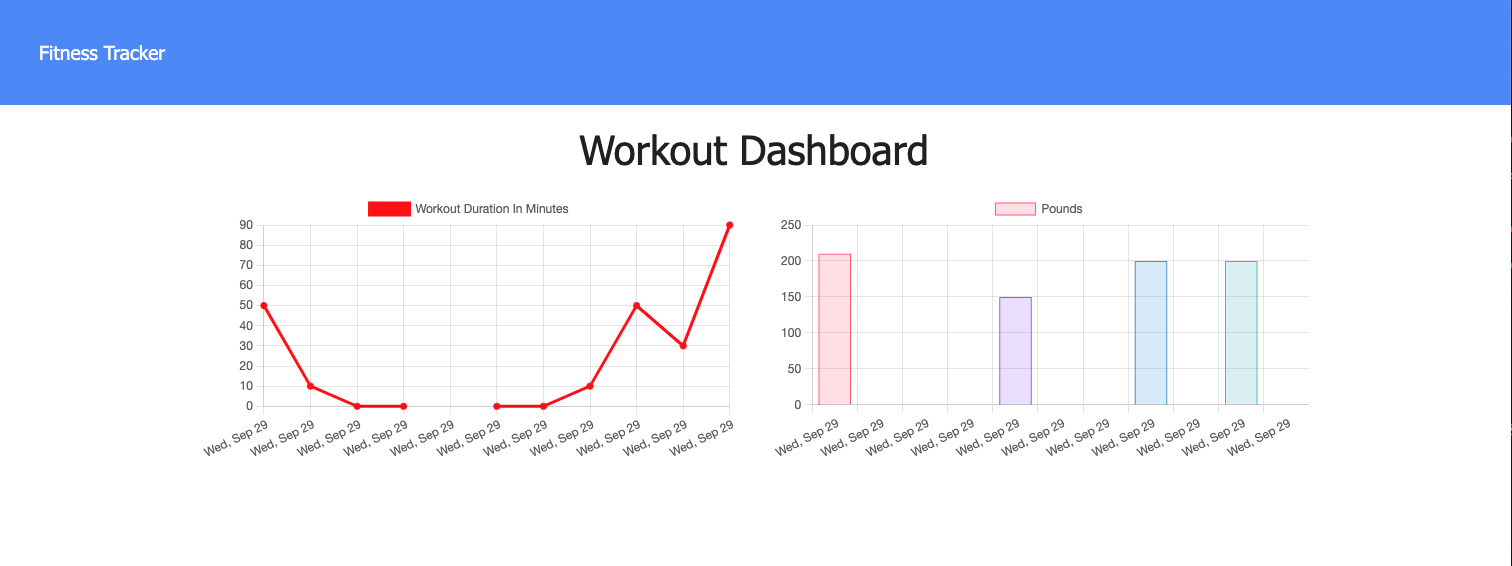 Fitness Tracker
Workout Dashboard
Workout Duration In Minutes
90
80
70
60
50
40
30
20
10
0
Wed, Sep 29
Wed, Sep 29
Wed, Sep 29
Wed, Sep 29
Wed, Sep 29
Wed, Sep 29
Wed, Sep 29
Wed, Sep 29
Wed, Sep 29
Wed, Sep 29
Wed, Sep 29
Pounds
250
200
150
100
50
0
Wed, Sep 29
Wed, Sep 29
Wed, Sep 29
Wed, Sep 29
Wed, Sep 29
Wed, Sep 29
Wed, Sep 29
Wed, Sep 29
Wed, Sep 29
Wed, Sep 29
Wed, Sep 29